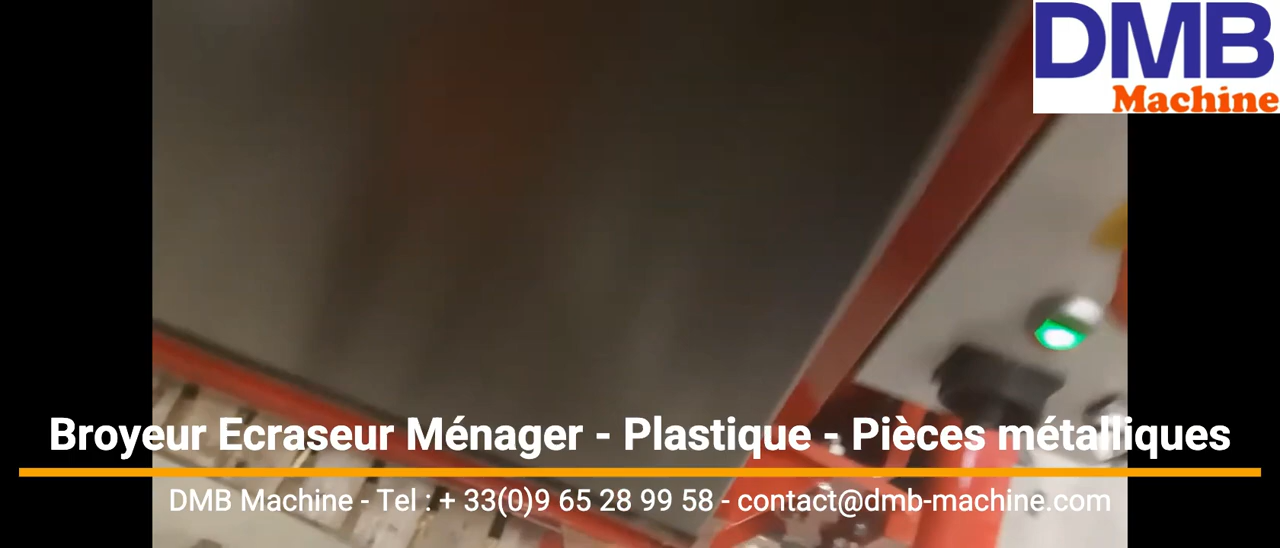 DMB
Machine
Broyeur Ecraseur Ménager - Plastique - Pièces métalliques
DMB Machine - Tel : + 33(0)9 65 28 99 58 - contact@dmb-machine.com